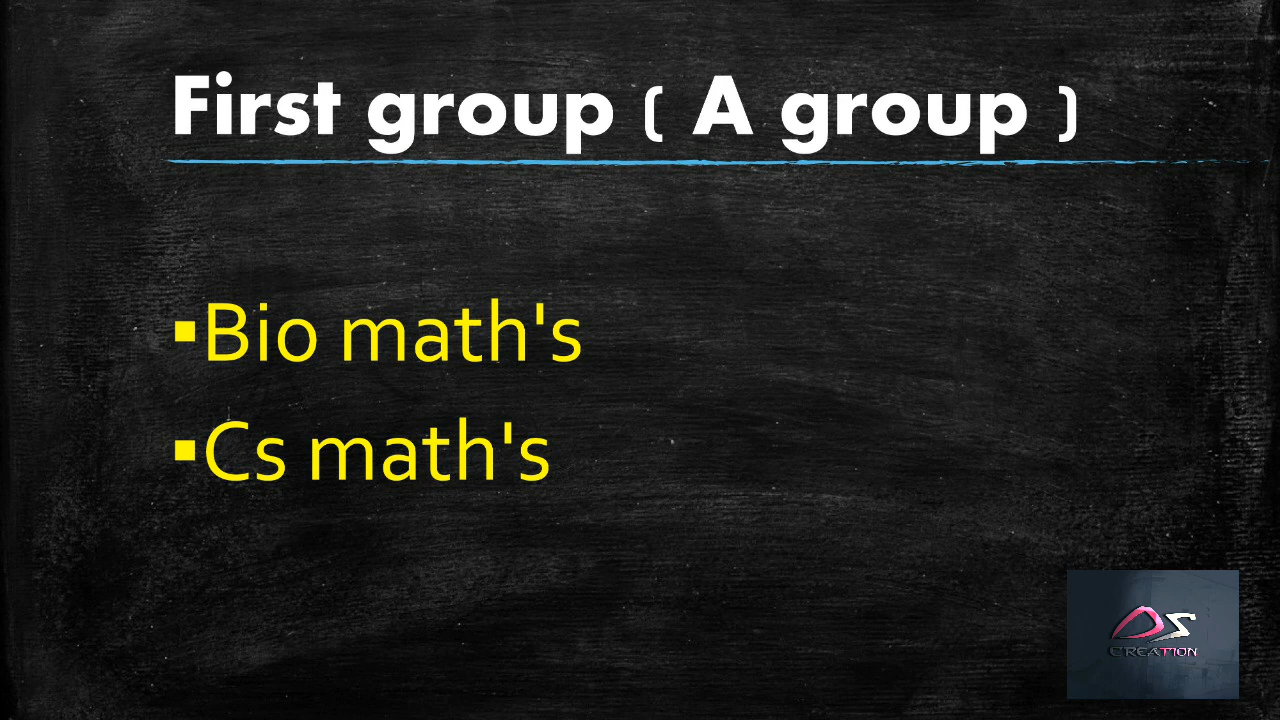 First group ( A group )
▪Bio math's
▪Cs math's
DS
CREATION